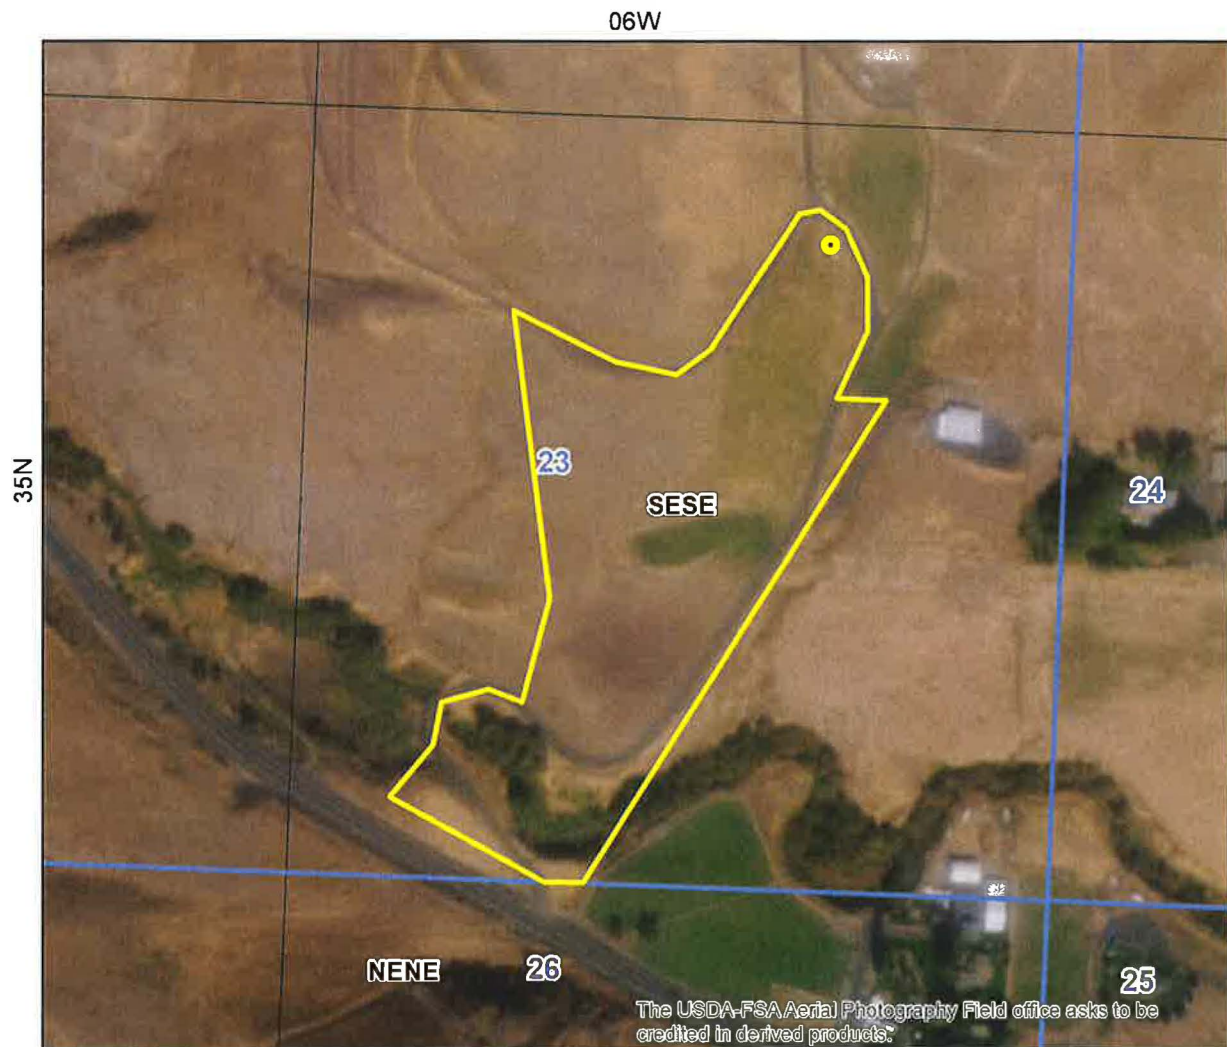 06W
35N
23
SESE
24
NENE
26
25
The USDA-FSA Aerial Photography Field office asks to be
credited in derived products.